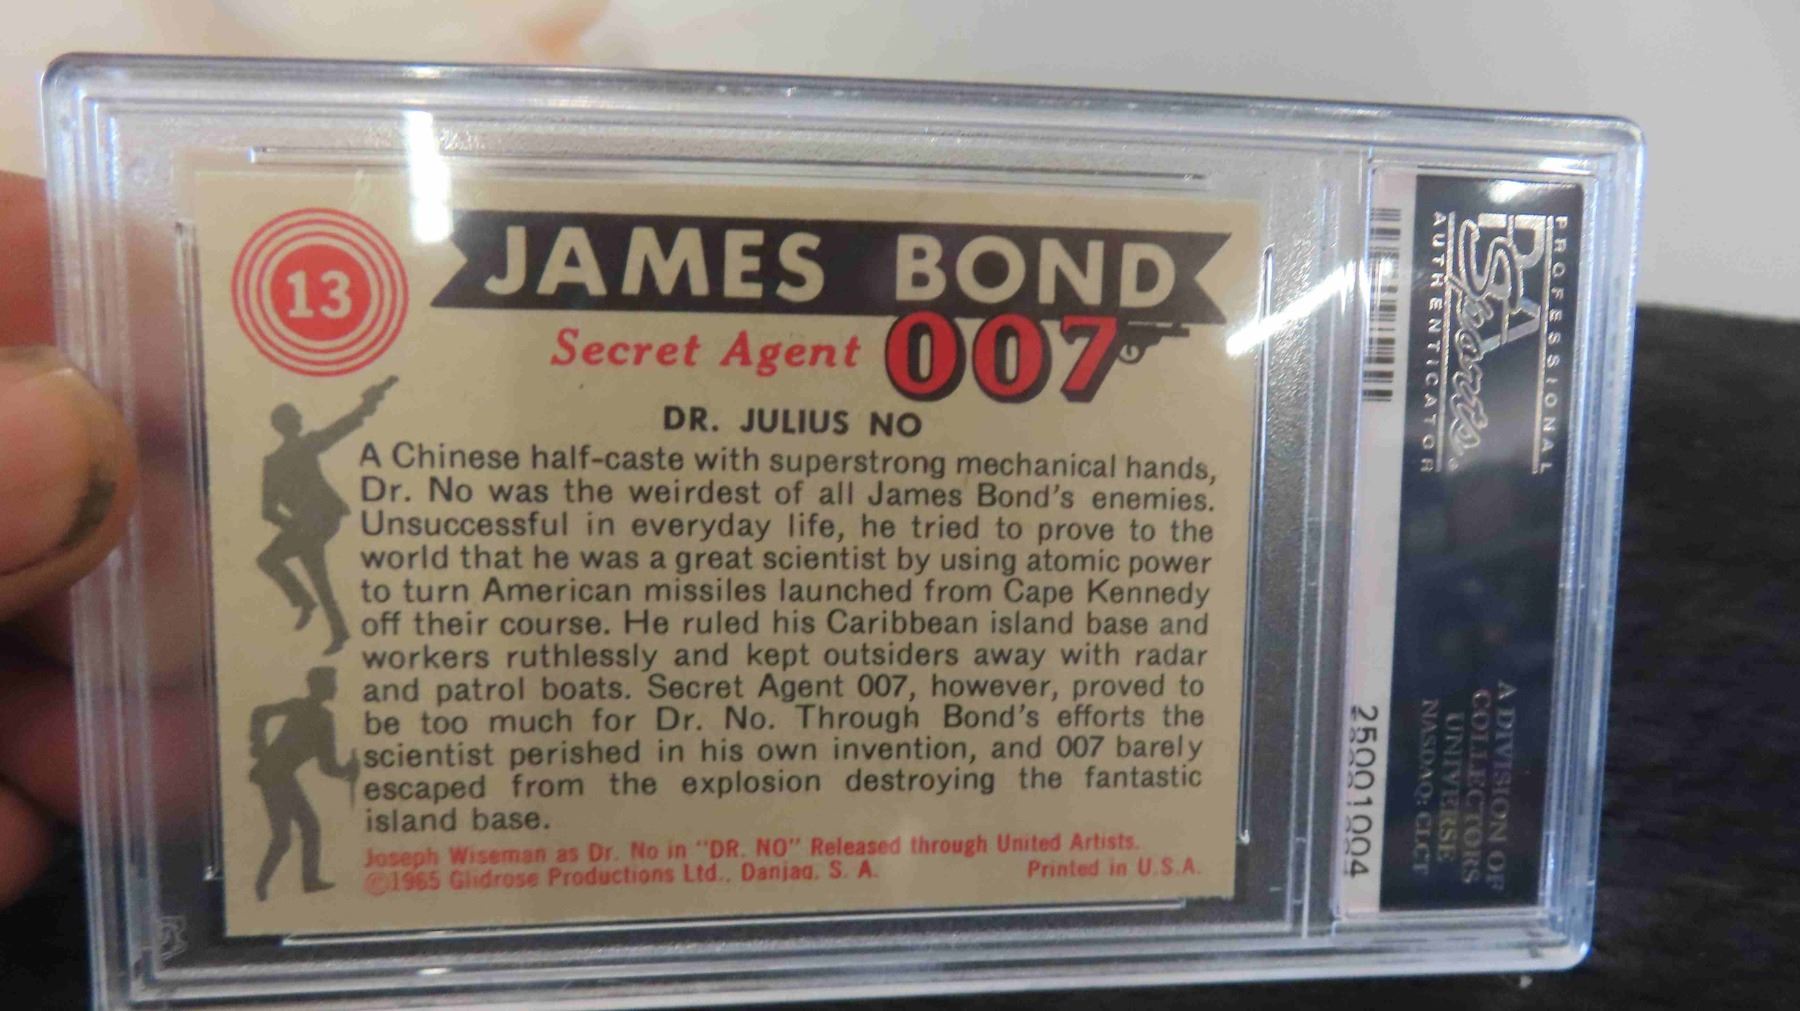 13
JAMES BOND
Secret Agent 007
DR. JULIUS NO
A Chinese half-caste with superstrong mechanical hands,
Dr. No was the weirdest of all James Bond's enemies.
Unsuccessful in everyday life, he tried to prove to the
world that he was a great scientist by using atomic power
to turn American missiles launched from Cape Kennedy
off their course. He ruled his Caribbean island base and
workers ruthlessly and kept outsiders away with radar
and patrol boats. Secret Agent 007, however, proved to
be too much for Dr. No. Through Bond's efforts the
scientist perished in his own invention, and 007 barely
escaped from the explosion destroying the fantastic
island base.
Joseph Wiseman as Dr. No in "DR. NO" Released through United Artists.
©1965 Glidrose Productions Ltd., Danjaq, S. A. Printed in U.S.A.
PROFESSIONAL
PSA
Sports
AUTHENTICATOR
A DIVISION OF
COLLECTORS
UNIVERSE
NASDAQ: CLCT
25001004